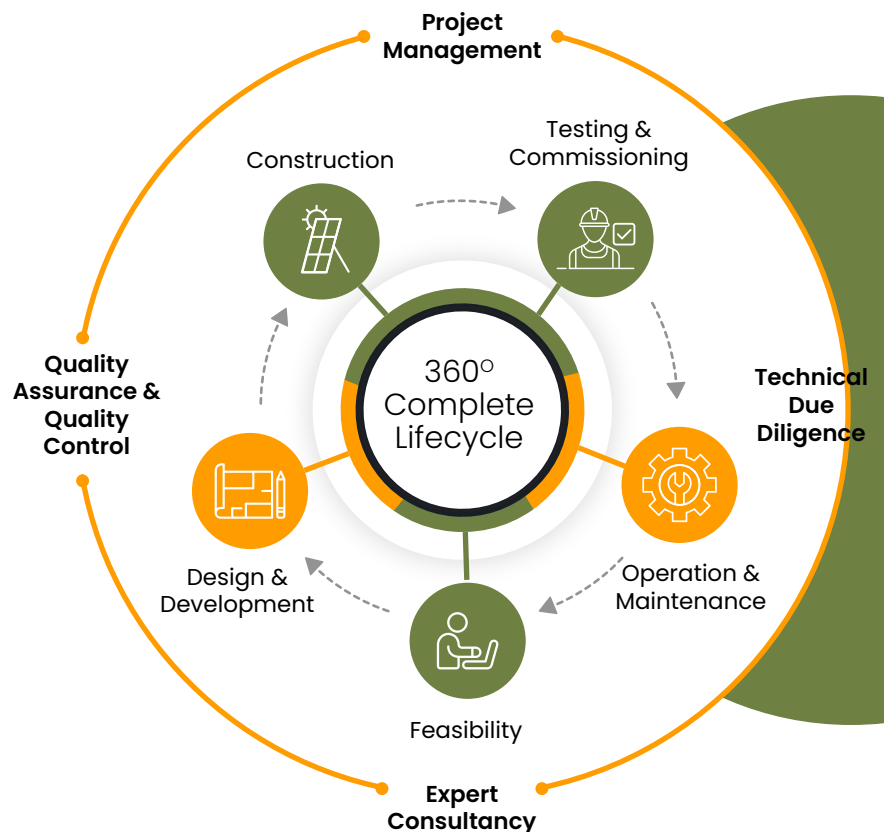 Project
Management
Testing &
Commissioning
Construction
Quality
Assurance &
Quality
Control
360°
Complete
Lifecycle
Technical
Due
Diligence
Design &
Development
Operation &
Maintenance
Feasibility
Expert
Consultancy